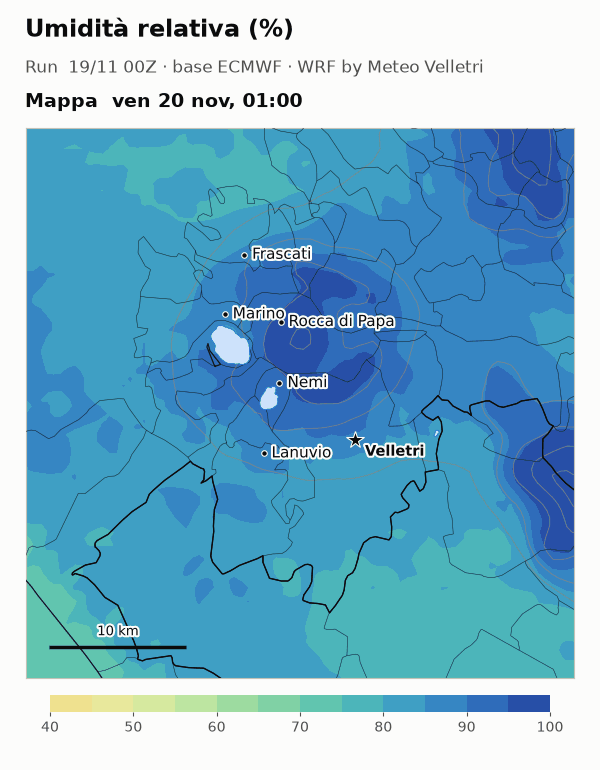 Umidità relativa (%)
Run  19/11 00Z · base ECMWF · WRF by Meteo Velletri
Mappa  ven 20 nov, 01:00
Frascati
Marino
Rocca di Papa
Nemi
Velletri
Lanuvio
10 km
40 50 60 70 80 90 100